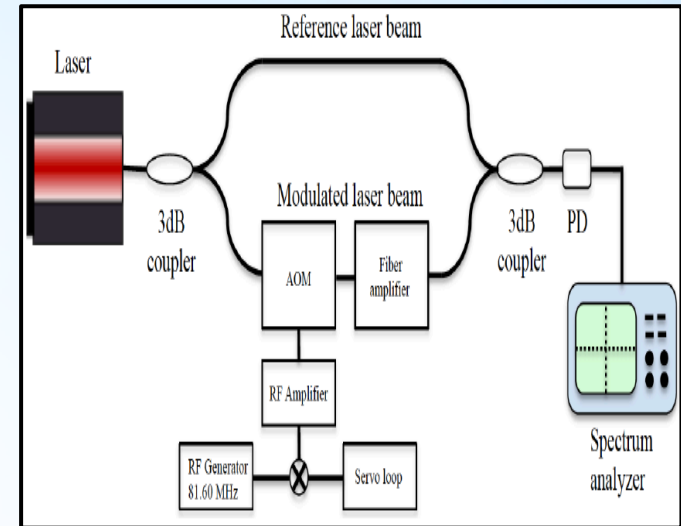 Reference laser beam
Laser
Modulated laser beam
3dB
coupler
AOM
Fiber
amplifier
3dB
coupler
PD
RF Amplifier
RF Generator
81.60 MHz
Servo loop
Spectrum
analyzer